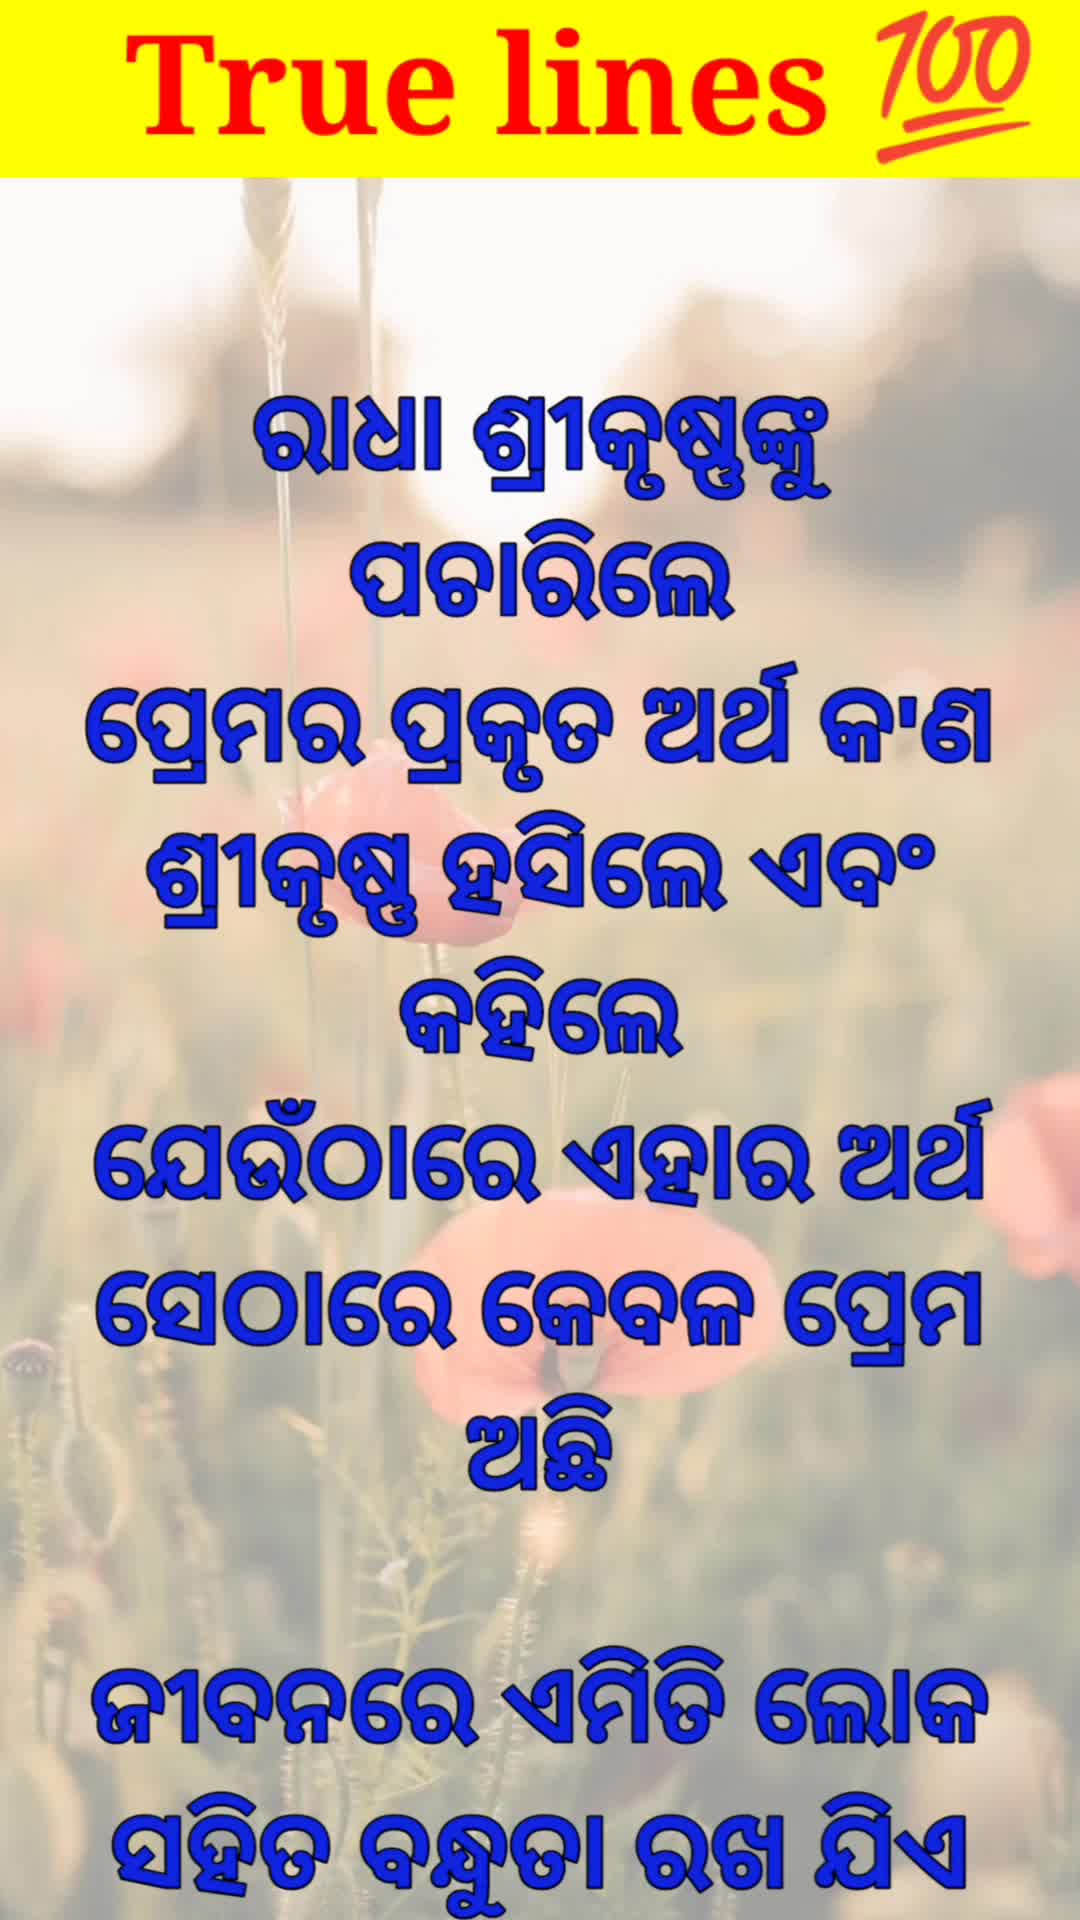 True lines 💯
ରାଧା ଶ୍ରୀକୃଷ୍ଣଙ୍କୁ
ପଚାରିଲେ
ପ୍ରେମର ପ୍ରକୃତ ଅର୍ଥ କ'ଣ
ଶ୍ରୀକୃଷ୍ଣ ହସିଲେ ଏବଂ
କହିଲେ
ଯେଉଁଠାରେ ଏହାର ଅର୍ଥ
ସେଠାରେ କେବଳ ପ୍ରେମ
ଅଛି
ଜୀବନରେ ଏମିତି ଲୋକ
ସହିତ ବନ୍ଧୁତା ରଖ ଯିଏ